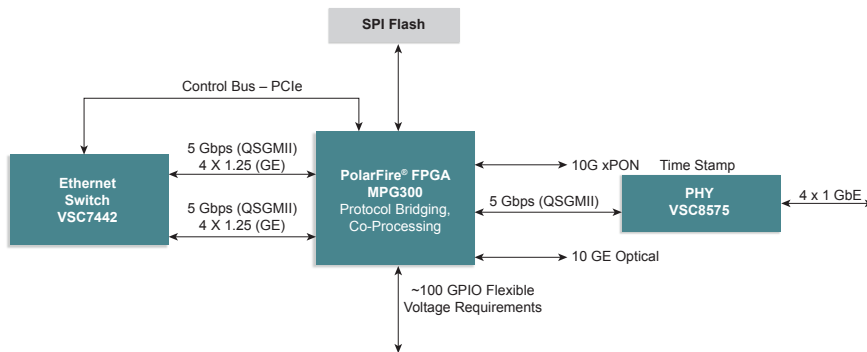 SPI Flash
Control Bus – PCIe
5 Gbps (QSGMII)
4 X 1.25 (GE)
Ethernet
Switch
VSC7442
5 Gbps (QSGMII)
4 X 1.25 (GE)
PolarFire® FPGA
MPG300
Protocol Bridging,
Co-Processing
10G xPON
Time Stamp
5 Gbps (QSGMII)
PHY
VSC8575
4 x 1 GbE
10 GE Optical
~100 GPIO Flexible
Voltage Requirements